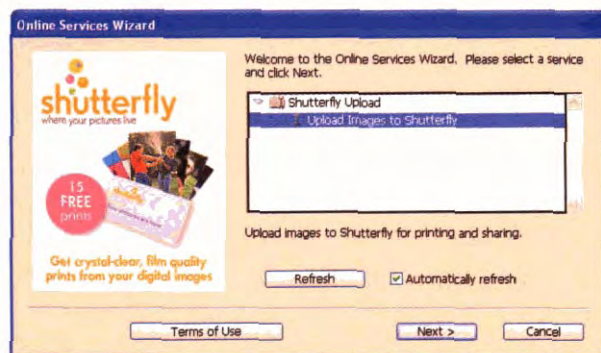 Online Services Wizard
shutterfly
where your pictures live
15
FREE
prints
Get crystal-clear, film quality
prints from your digital images
Welcome to the Online Services Wizard. Please select a service
and click Next.
Shutterfly Upload
Upload Images to Shutterfly
Upload images to Shutterfly for printing and sharing.
Refresh
Automatically refresh
Terms of Use
Next >
Cancel